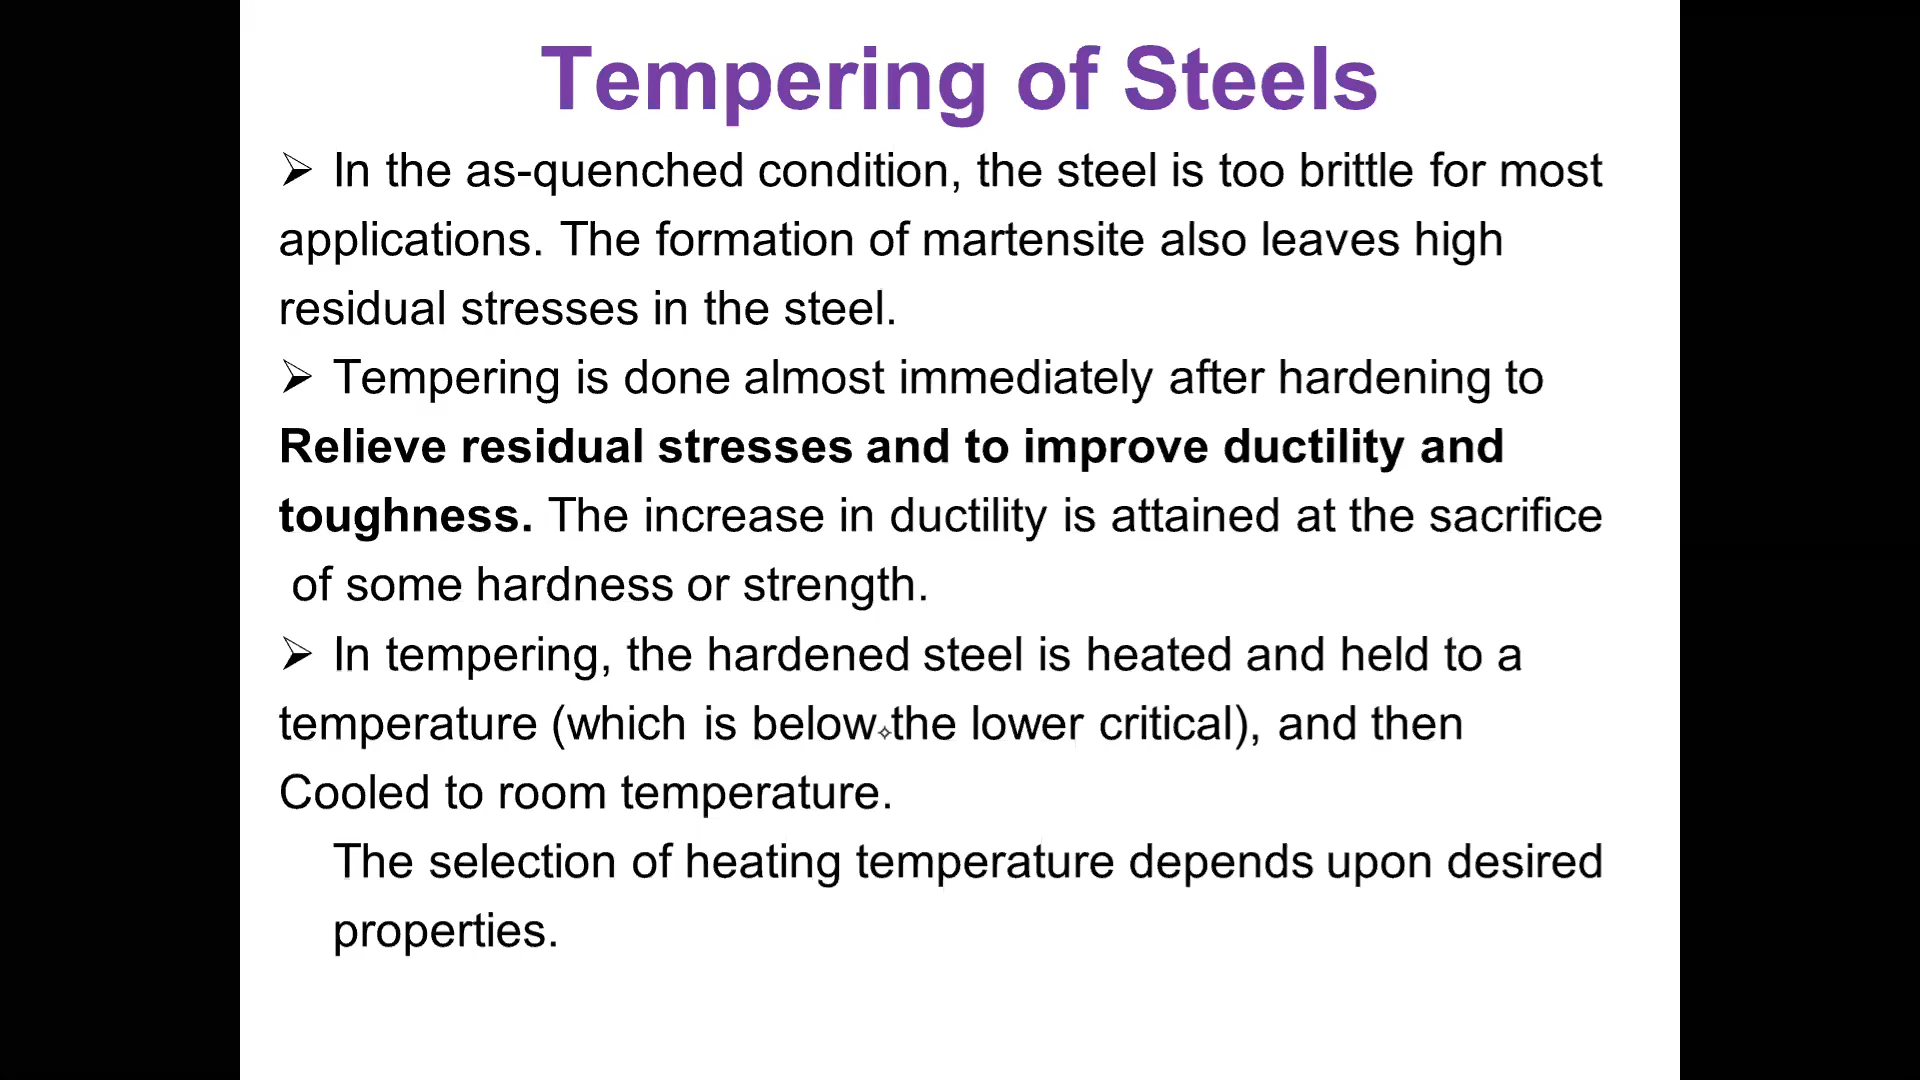 Tempering of Steels
➢ In the as-quenched condition, the steel is too brittle for most
applications. The formation of martensite also leaves high
residual stresses in the steel.
➢ Tempering is done almost immediately after hardening to
Relieve residual stresses and to improve ductility and
toughness. The increase in ductility is attained at the sacrifice
of some hardness or strength.
➢ In tempering, the hardened steel is heated and held to a
temperature (which is below the lower critical), and then
Cooled to room temperature.
The selection of heating temperature depends upon desired
properties.